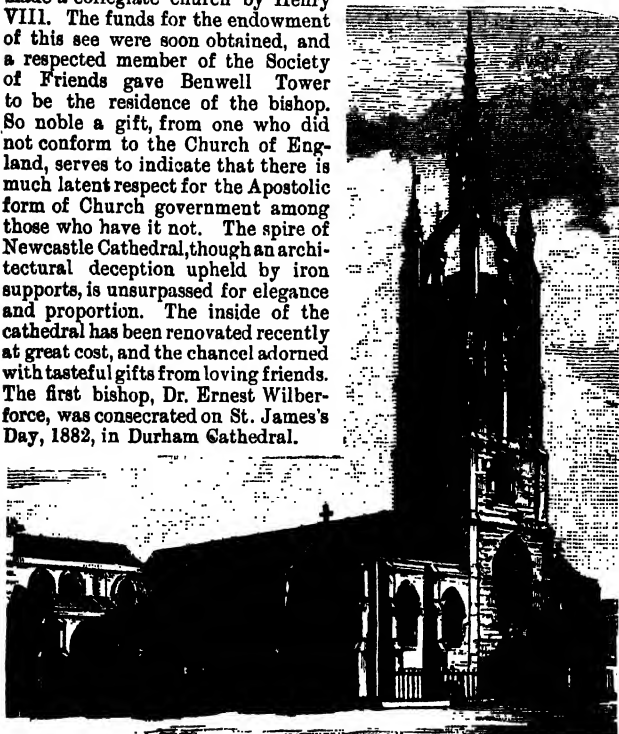 made a collegiate church by Henry
VIII. The funds for the endowment
of this see were soon obtained, and
a respected member of the Society
of Friends gave Benwell Tower
to be the residence of the bishop.
So noble a gift, from one who did
not conform to the Church of Eng-
land, serves to indicate that there is
much latent respect for the Apostolic
form of Church government among
those who have it not. The spire of
Newcastle Cathedral, though an archi-
tectural deception upheld by iron
supports, is unsurpassed for elegance
and proportion. The inside of the
cathedral has been renovated recently
at great cost, and the chancel adorned
with tasteful gifts from loving friends.
The first bishop, Dr. Ernest Wilber-
force, was consecrated on St. James's
Day, 1882, in Durham Cathedral.